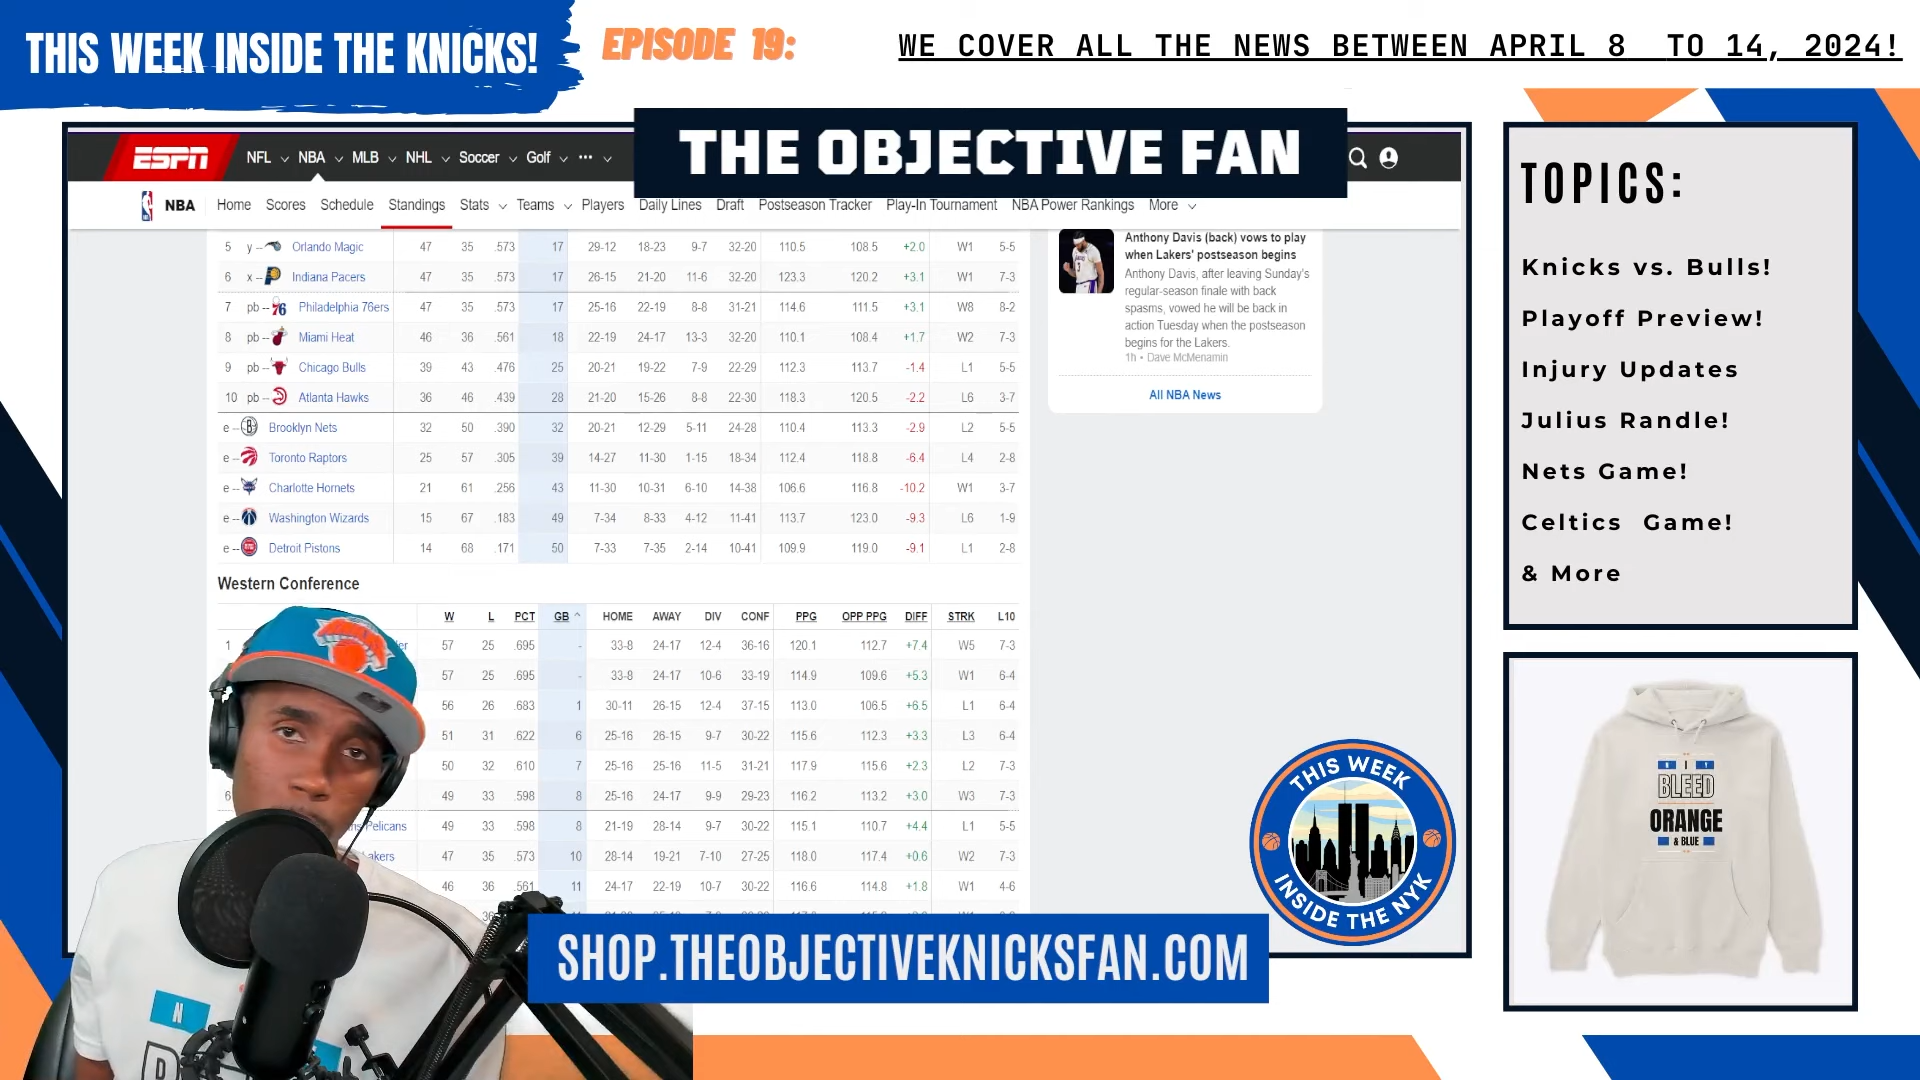 THIS WEEK INSIDE THE KNICKS!
EPISODE 19:
WE COVER ALL THE NEWS BETWEEN APRIL 8 TO 14, 2024!
THE OBJECTIVE FAN
ESPN NFL NBA MLB NHL Soccer Golf ...
NBA Home Scores Schedule Standings Stats Teams Players Daily Lines Draft Postseason Tracker Play-In Tournament NBA Power Rankings More
5 y -- Orlando Magic 47 35 .573 17 29-12 18-23 9-7 32-20 110.5 108.5 +2.0 W1 5-5
6 x -- Indiana Pacers 47 35 .573 17 26-15 21-20 11-6 32-20 123.3 120.2 +3.1 W1 7-3
7 pb -- 76 Philadelphia 76ers 47 35 .573 17 25-16 22-19 8-8 31-21 114.6 111.5 +3.1 W8 8-2
8 pb -- Miami Heat 46 36 .561 18 22-19 24-17 13-3 32-20 110.1 108.4 +1.7 W2 7-3
9 pb -- Chicago Bulls 39 43 .476 25 20-21 19-22 7-9 22-29 112.3 113.7 -1.4 L1 5-5
10 pb -- Atlanta Hawks 36 46 .439 28 21-20 15-26 8-8 22-30 118.3 120.5 -2.2 L6 3-7
e -- B Brooklyn Nets 32 50 .390 32 20-21 12-29 5-11 24-28 110.4 113.3 -2.9 L2 5-5
e -- Toronto Raptors 25 57 .305 39 14-27 11-30 1-15 18-34 112.4 118.8 -6.4 L4 2-8
e -- Charlotte Hornets 21 61 .256 43 11-30 10-31 6-10 14-38 106.6 116.8 -10.2 W1 3-7
e -- Washington Wizards 15 67 .183 49 7-34 8-33 4-12 11-41 113.7 123.0 -9.3 L6 1-9
e -- Detroit Pistons 14 68 .171 50 7-33 7-35 2-14 10-41 109.9 119.0 -9.1 L1 2-8
Western Conference
W L PCT GB HOME AWAY DIV CONF PPG OPP PPG DIFF STRK L10
1 57 25 .695 - 33-8 24-17 12-4 36-16 120.1 112.7 +7.4 W5 7-3
57 25 .695 - 33-8 24-17 10-6 33-19 114.9 109.6 +5.3 W1 6-4
56 26 .683 1 30-11 26-15 12-4 37-15 113.0 106.5 +6.5 L1 6-4
51 31 .622 6 25-16 26-15 9-7 30-22 115.6 112.3 +3.3 L3 6-4
50 32 .610 7 25-16 25-16 11-5 31-21 117.9 115.6 +2.3 L2 7-3
6 49 33 .598 8 25-16 24-17 9-9 29-23 116.2 113.2 +3.0 W3 7-3
Pelicans 49 33 .598 8 21-19 28-14 9-7 30-22 115.1 110.7 +4.4 L1 5-5
akers 47 35 .573 10 28-14 19-21 7-10 27-25 118.0 117.4 +0.6 W2 7-3
46 36 .561 11 24-17 22-19 10-7 30-22 116.6 114.8 +1.8 W1 4-6
Anthony Davis (back) vows to play
when Lakers' postseason begins
Anthony Davis, after leaving Sunday's
regular-season finale with back
spasms, vowed he will be back in
action Tuesday when the postseason
begins for the Lakers.
1h • Dave McMenamin
All NBA News
TOPICS:
Knicks vs. Bulls!
Playoff Preview!
Injury Updates
Julius Randle!
Nets Game!
Celtics Game!
& More
THIS WEEK
INSIDE THE NYK
N I Y
BLEED
ORANGE
& BLUE
SHOP.THEOBJECTIVEKNICKSFAN.COM
N